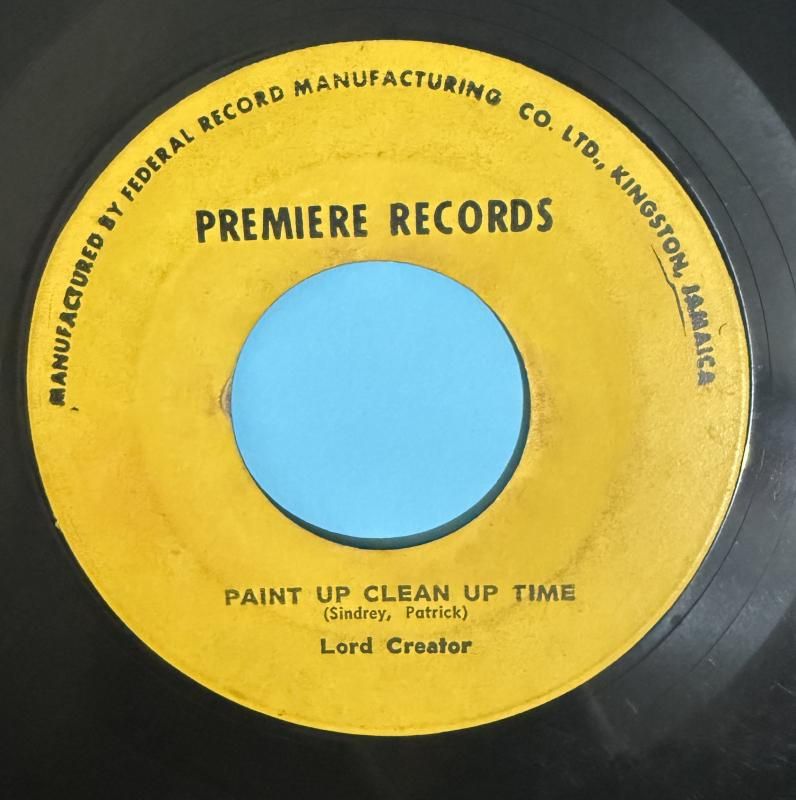 MANUFACTURED BY FEDERAL RECORD MANUFACTURING CO. LTD., KINGSTON, JAMAICA
PREMIERE RECORDS
PAINT UP CLEAN UP TIME
(Sindrey, Patrick)
Lord Creator